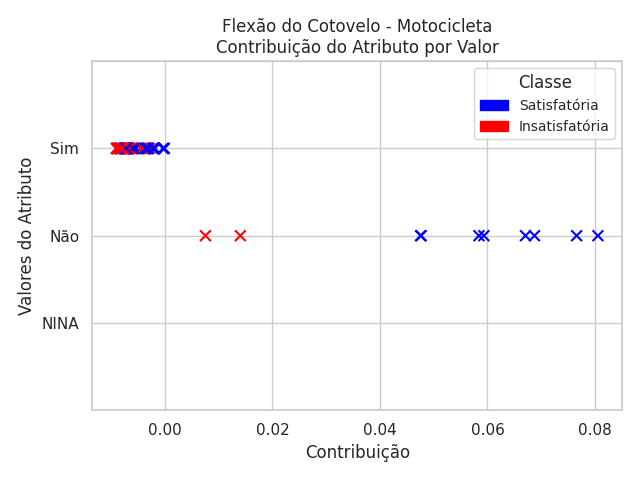 Flexão do Cotovelo - Motocicleta
Contribuição do Atributo por Valor
Classe
Satisfatória
Insatisfatória
Valores do Atributo
Sim
Não
NINA
0.00 0.02 0.04 0.06 0.08
Contribuição